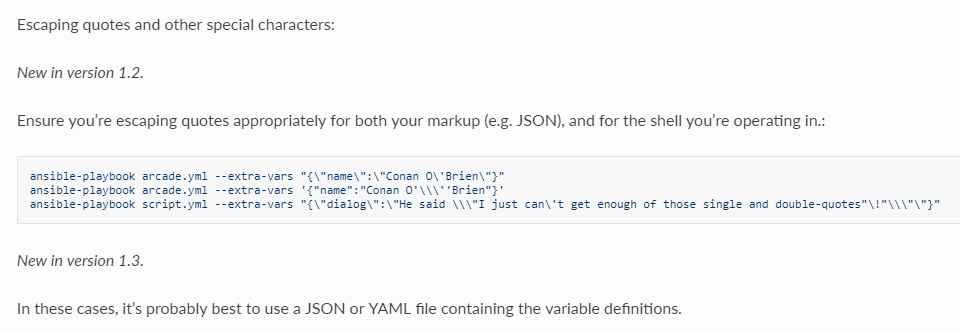 Escaping quotes and other special characters:
New in version 1.2.
Ensure you’re escaping quotes appropriately for both your markup (e.g. JSON), and for the shell you’re operating in.:
ansible-playbook arcade.yml --extra-vars "{\"name\":\"Conan O\'Brien\"}"
ansible-playbook arcade.yml --extra-vars '{"name":"Conan O'\\\''Brien"}'
ansible-playbook script.yml --extra-vars "{\"dialog\":\"He said \\\"I just can\'t get enough of those single and double-quotes"\!"\\\"\"}"
New in version 1.3.
In these cases, it’s probably best to use a JSON or YAML file containing the variable definitions.